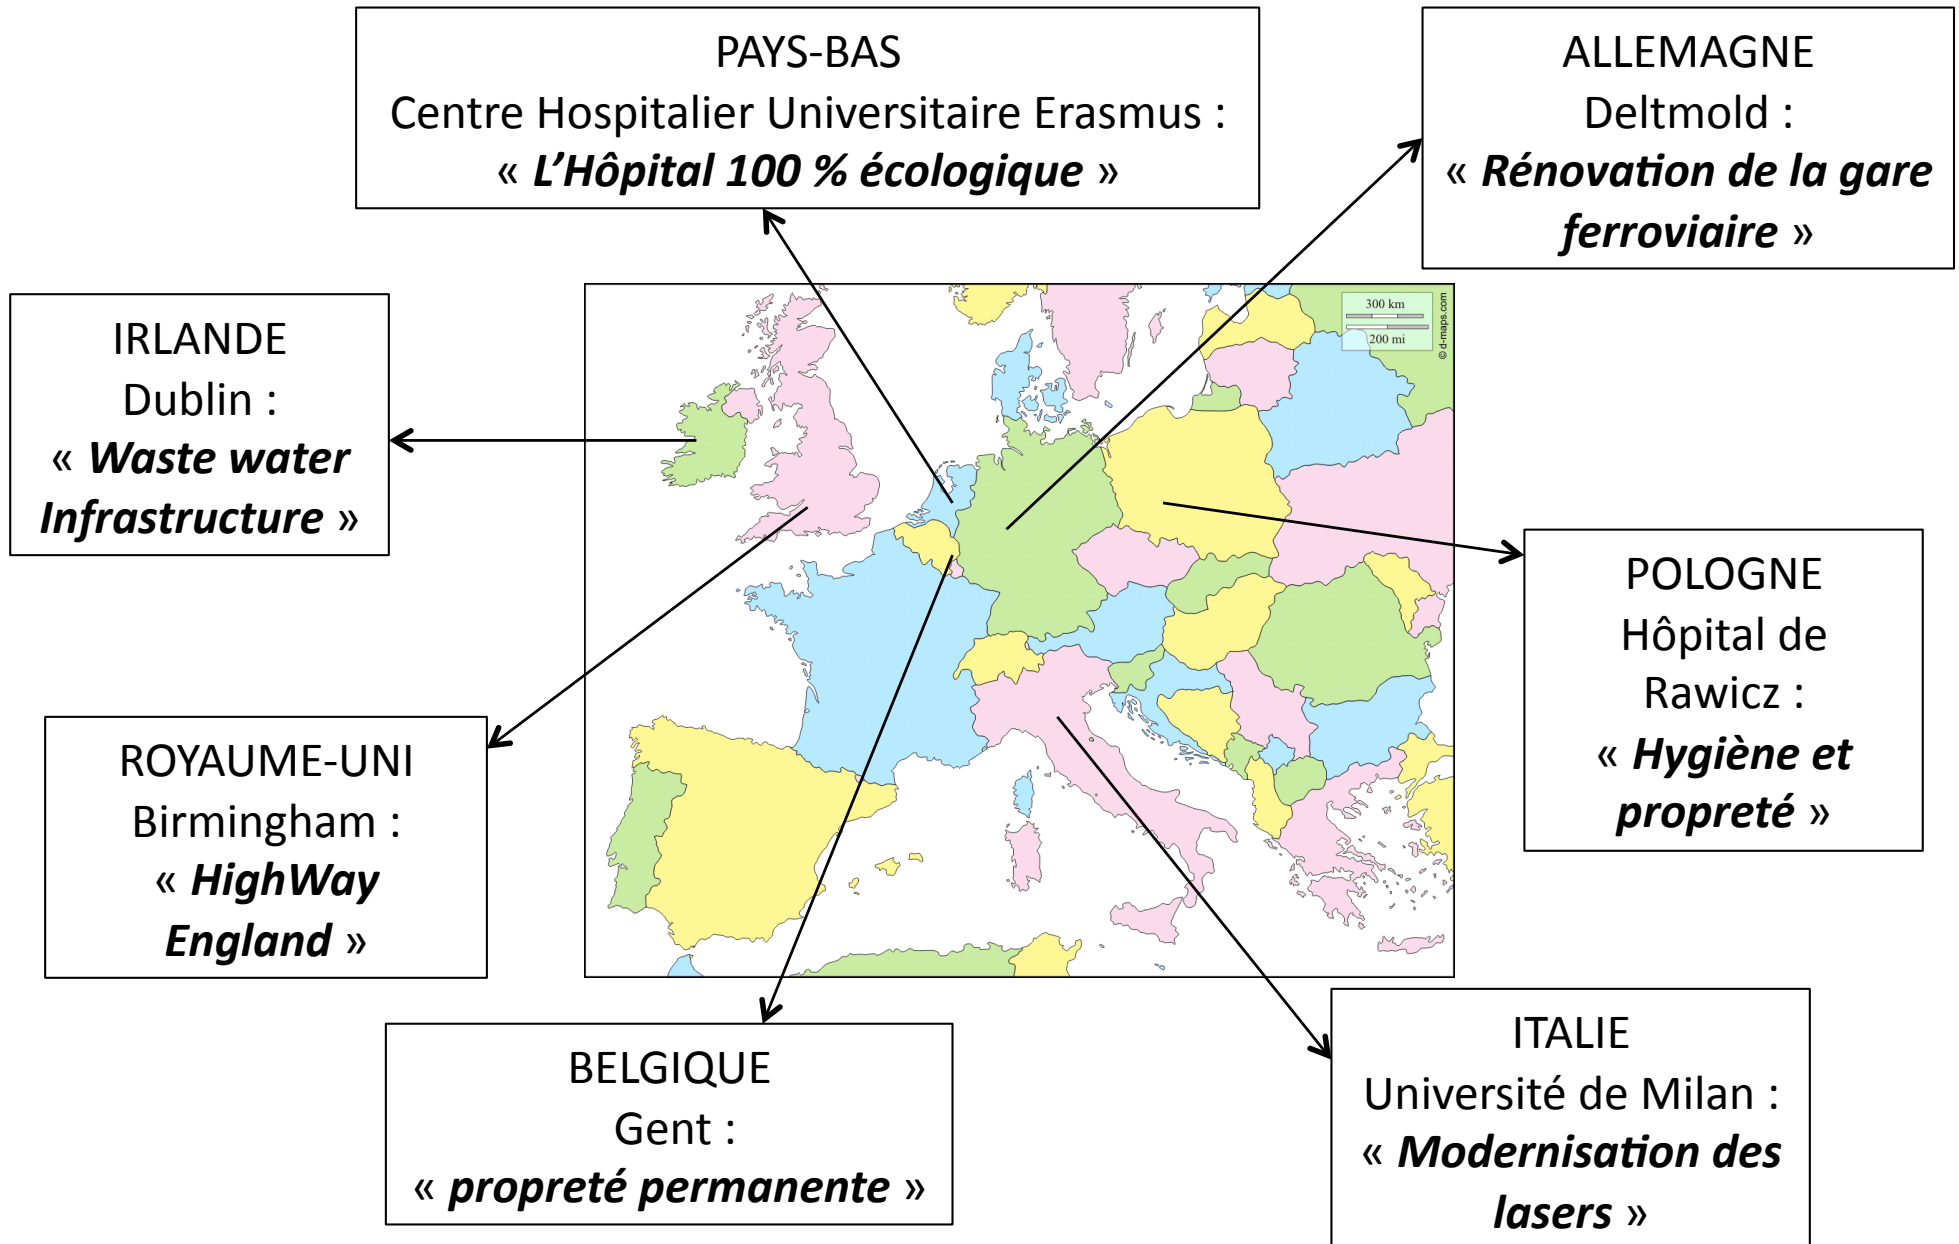 PAYS-BAS
Centre Hospitalier Universitaire Erasmus :
« L’Hôpital 100 % écologique »
ALLEMAGNE
Deltmold :
« Rénovation de la gare
ferroviaire »
IRLANDE
Dublin :
« Waste water
Infrastructure »
300 km
200 mi
© d-maps.com
POLOGNE
Hôpital de
Rawicz :
« Hygiène et
propreté »
ROYAUME-UNI
Birmingham :
« HighWay
England »
BELGIQUE
Gent :
« propreté permanente »
ITALIE
Université de Milan :
« Modernisation des
lasers »